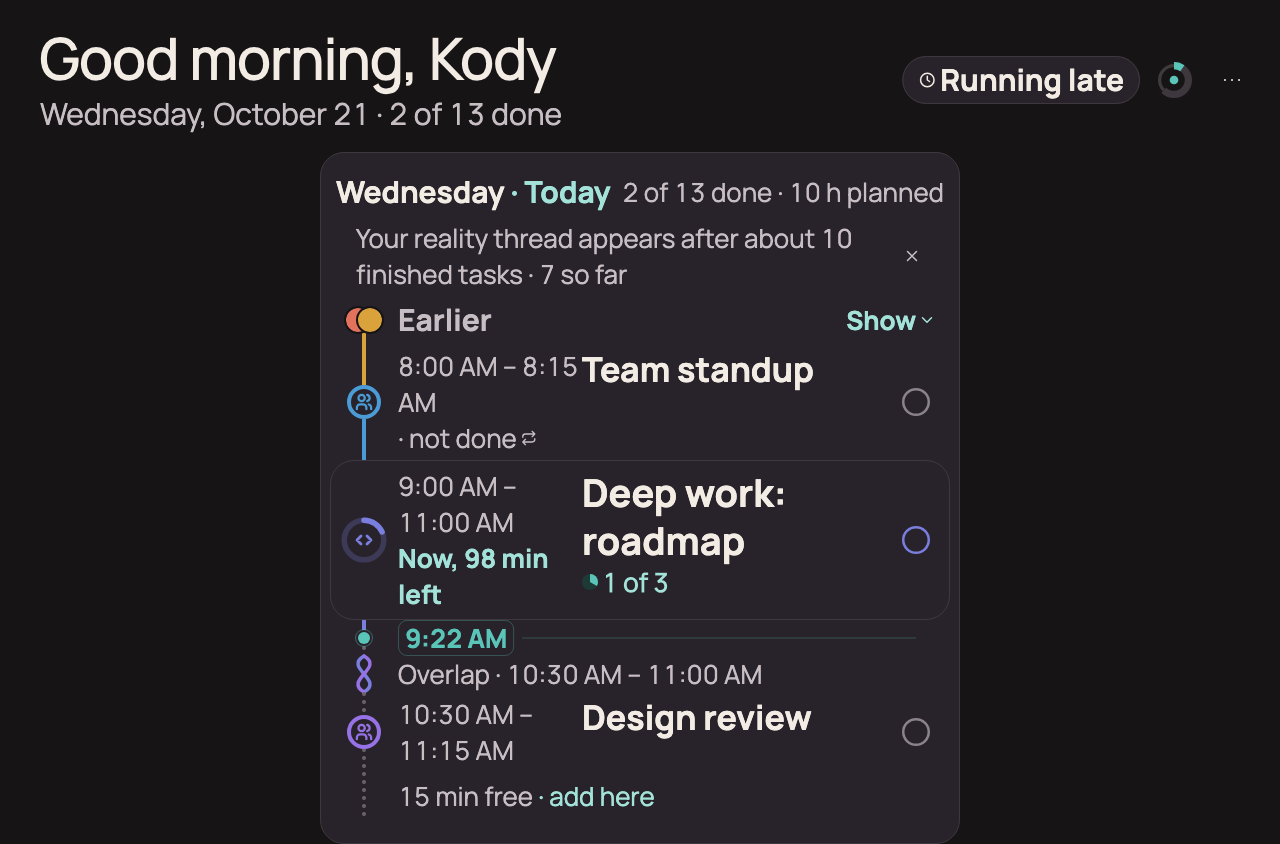 Good morning, Kody
Wednesday, October 21 · 2 of 13 done
Running late
Wednesday · Today 2 of 13 done · 10 h planned
Your reality thread appears after about 10
finished tasks · 7 so far
Earlier
Show
8:00 AM – 8:15
AM
· not done
Team standup
9:00 AM –
11:00 AM
Now, 98 min
left
Deep work:
roadmap
1 of 3
9:22 AM
Overlap · 10:30 AM – 11:00 AM
10:30 AM –
11:15 AM
Design review
15 min free · add here